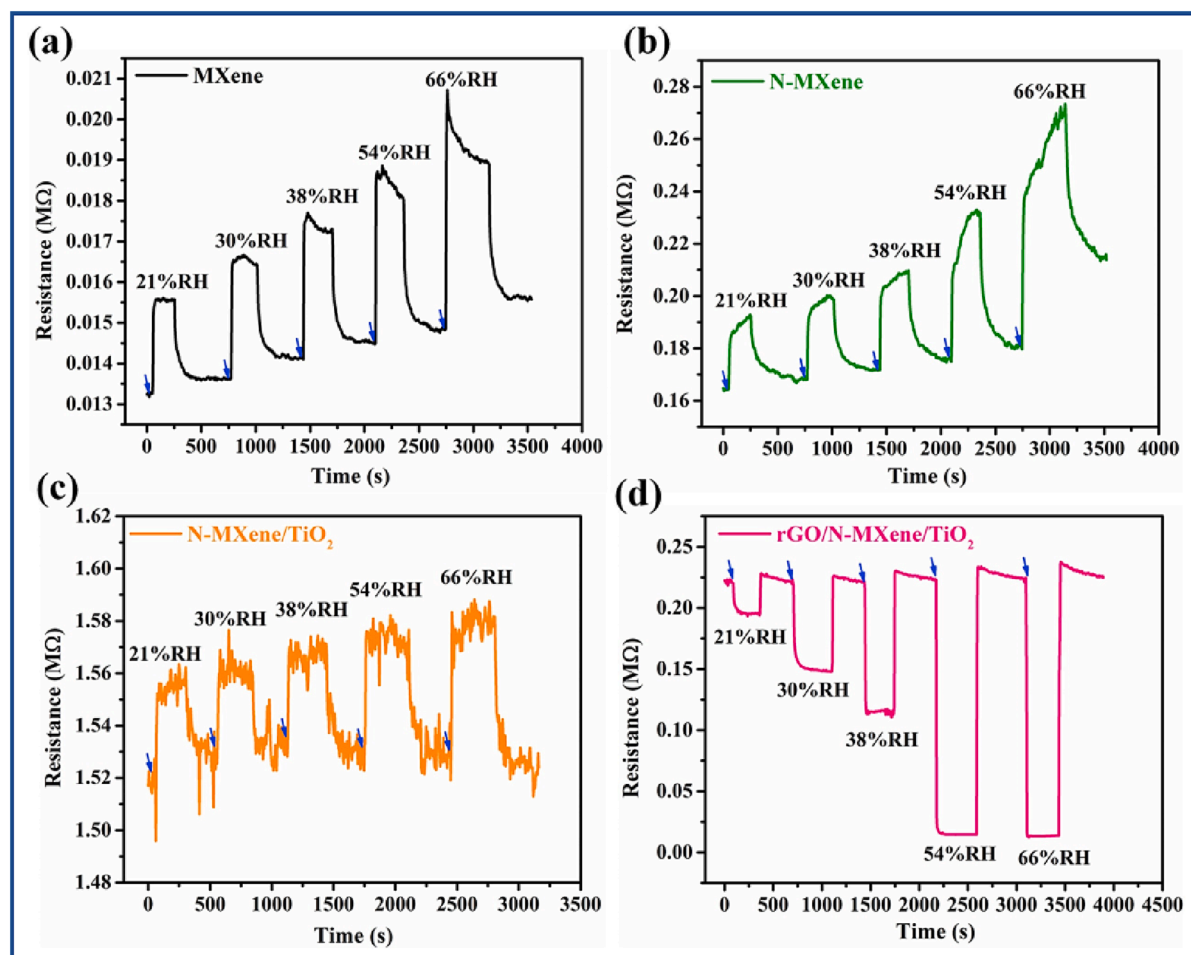 (a)
MXene
0.021
0.020
0.019
0.018
0.017
0.016
0.015
0.014
0.013
Resistance (MΩ)
21%RH
30%RH
38%RH
54%RH
66%RH
0 500 1000 1500 2000 2500 3000 3500 4000
Time (s)
(b)
N-MXene
0.28
0.26
0.24
0.22
0.20
0.18
0.16
Resistance (MΩ)
21%RH
30%RH
38%RH
54%RH
66%RH
0 500 1000 1500 2000 2500 3000 3500 4000
Time (s)
(c)
N-MXene/TiO₂
1.62
1.60
1.58
1.56
1.54
1.52
1.50
1.48
Resistance (MΩ)
21%RH
30%RH
38%RH
54%RH
66%RH
0 500 1000 1500 2000 2500 3000 3500
Time (s)
(d)
rGO/N-MXene/TiO₂
0.25
0.20
0.15
0.10
0.05
0.00
Resistance (MΩ)
21%RH
30%RH
38%RH
54%RH
66%RH
0 500 1000 1500 2000 2500 3000 3500 4000 4500
Time (s)